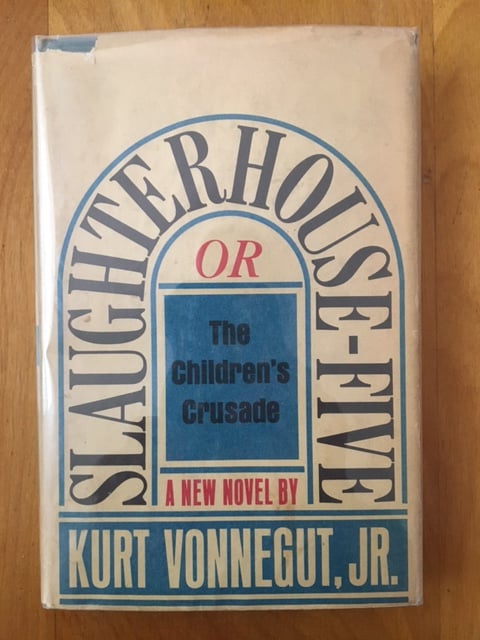 SLAUGHTERHOUSE-FIVE
OR
The
Children's
Crusade
A NEW NOVEL BY
KURT VONNEGUT, JR.